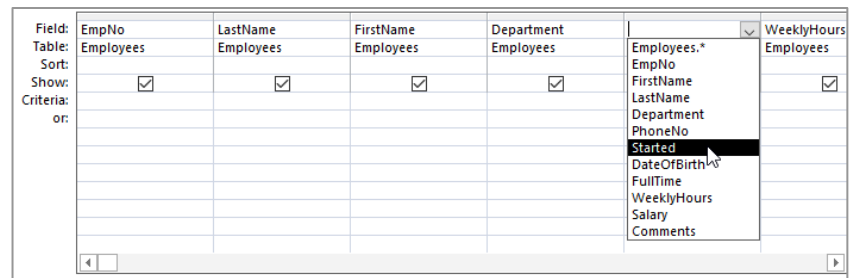 Field: EmpNo LastName FirstName Department WeeklyHours
Table: Employees Employees Employees Employees Employees.* Employees
Sort: EmpNo
Show: FirstName
LastName
Criteria: Department
or: PhoneNo
Started
DateOfBirth
FullTime
WeeklyHours
Salary
Comments